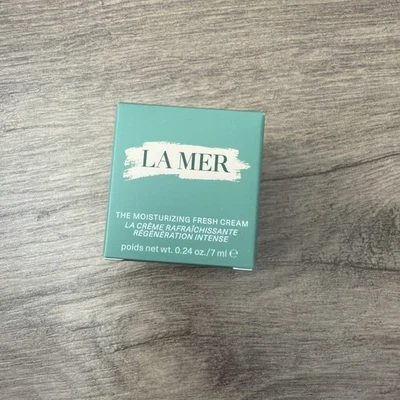 LA MER
THE MOISTURIZING FRESH CREAM
LA CRÈME RAFRAÎCHISSANTE
RÉGÉNÉRATION INTENSE
poids net wt. 0.24 oz./7 ml ℮